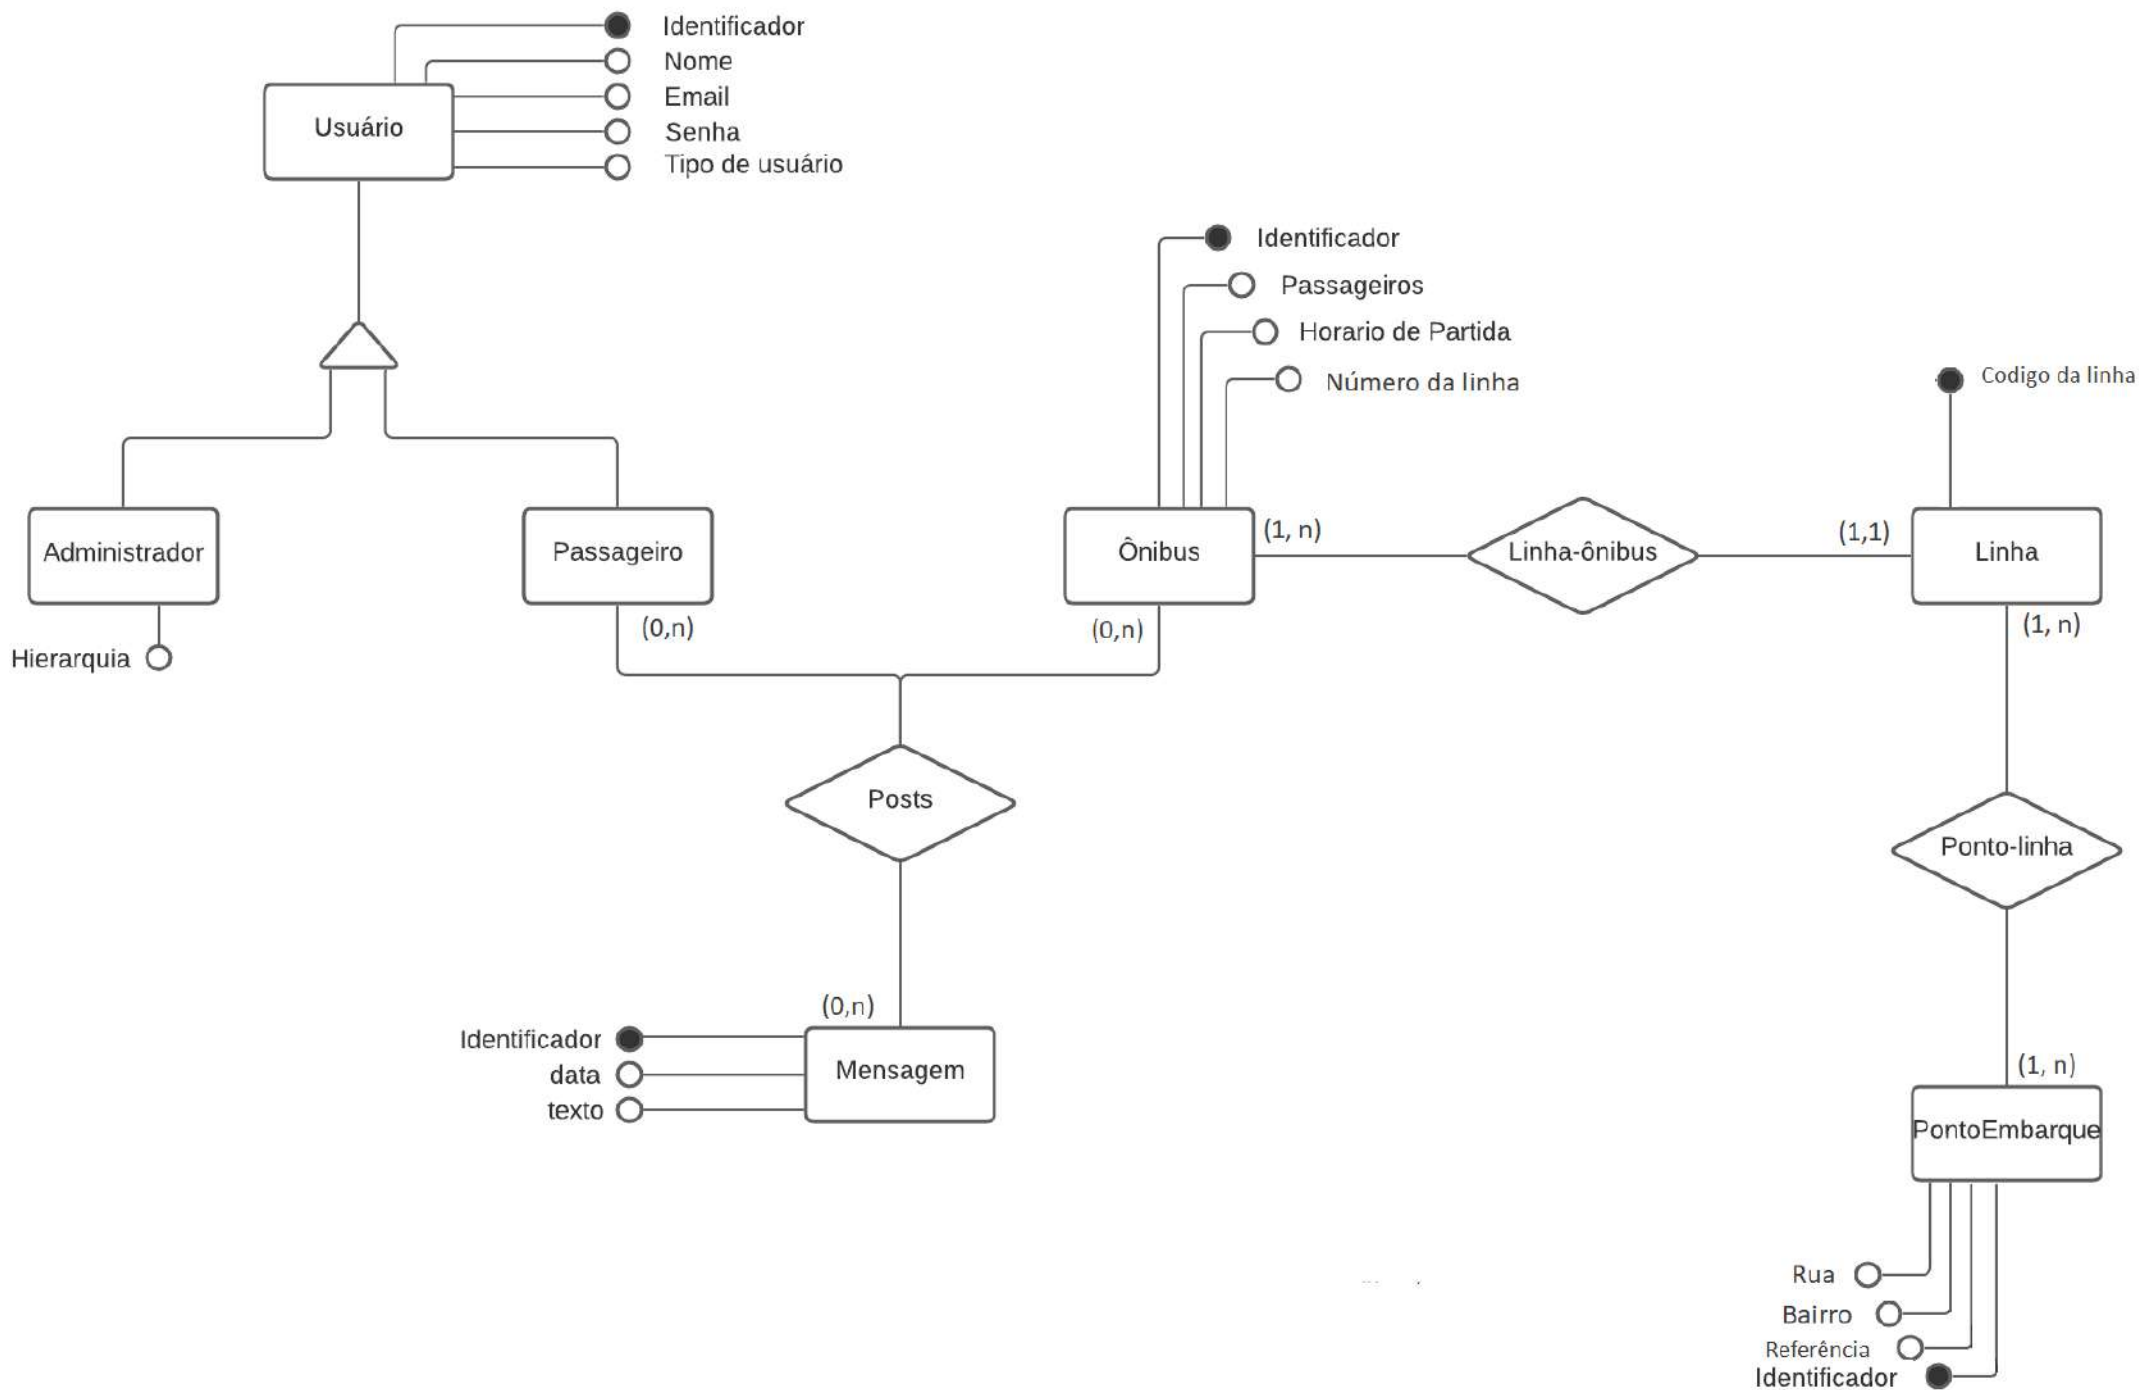 Identificador
Nome
Email
Senha
Tipo de usuário
Usuário
Identificador
Passageiros
Horario de Partida
Número da linha
Codigo da linha
Administrador
Passageiro
Ônibus
(1, n)
Linha-ônibus
(1,1)
Linha
(0,n)
(0,n)
(1, n)
Hierarquia
Posts
Ponto-linha
(0,n)
Identificador
data
texto
Mensagem
(1, n)
PontoEmbarque
Rua
Bairro
Referência
Identificador